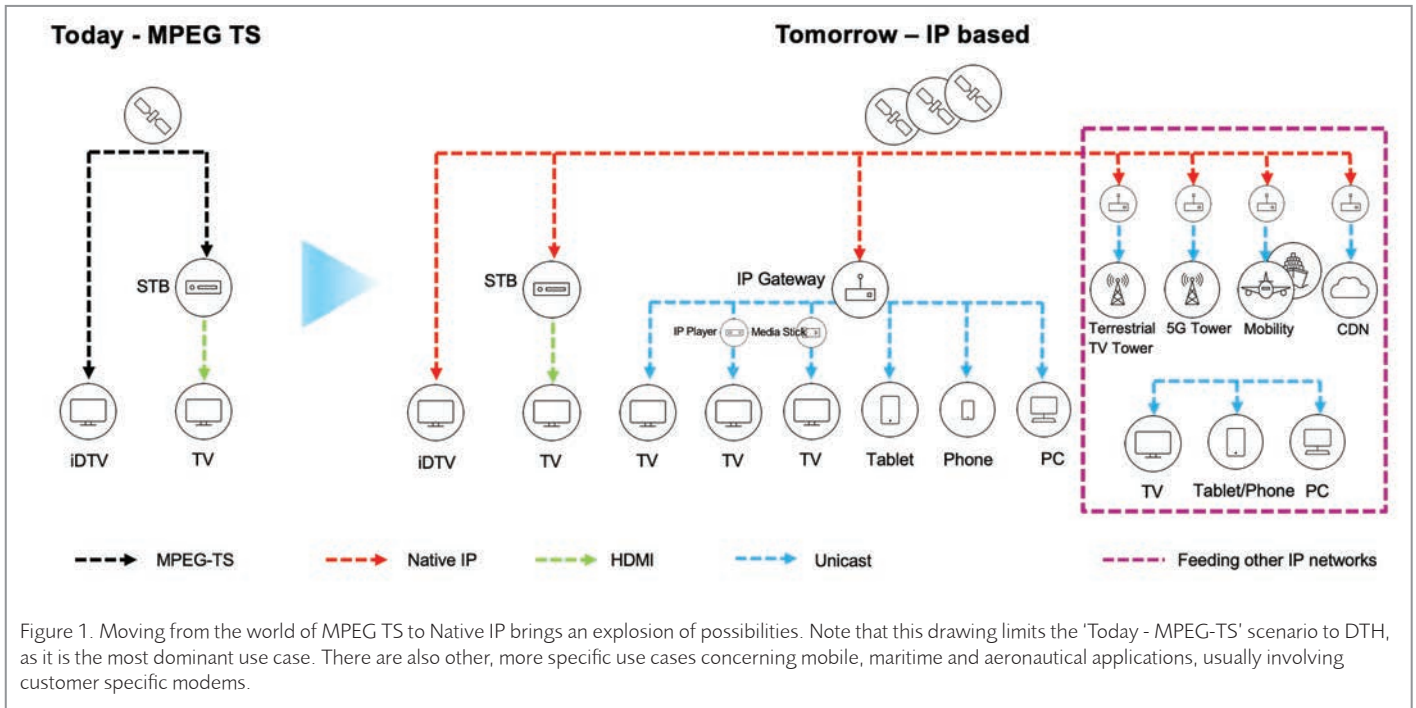 Today - MPEG TS
Tomorrow – IP based
STB
STB
IP Gateway
IP Player
Media Stick
Terrestrial
TV Tower
5G Tower
Mobility
CDN
iDTV
TV
iDTV
TV
TV
TV
TV
Tablet
Phone
PC
TV
Tablet/Phone
PC
MPEG-TS
Native IP
HDMI
Unicast
Feeding other IP networks
Figure 1. Moving from the world of MPEG TS to Native IP brings an explosion of possibilities. Note that this drawing limits the ‘Today - MPEG-TS’ scenario to DTH,
as it is the most dominant use case. There are also other, more specific use cases concerning mobile, maritime and aeronautical applications, usually involving
customer specific modems.